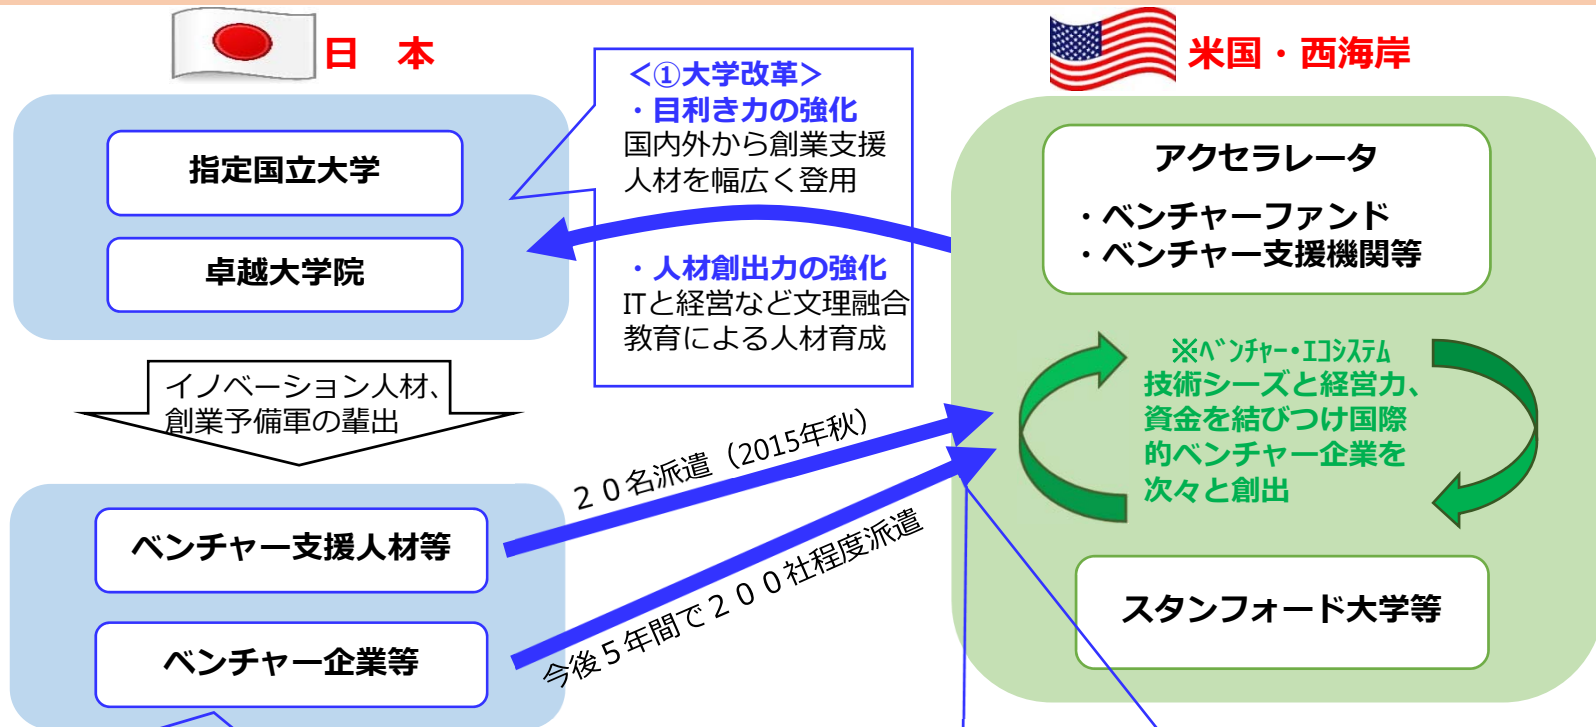 日　本
米国・西海岸
指定国立大学
卓越大学院
＜①大学改革＞
・目利き力の強化
国内外から創業支援
人材を幅広く登用
・人材創出力の強化
ITと経営など文理融合
教育による人材育成
アクセラレータ
・ベンチャーファンド
・ベンチャー支援機関等
イノベーション人材、
創業予備軍の輩出
※ﾍﾞﾝﾁｬｰ・ｴｺｼｽﾃﾑ
技術シーズと経営力、
資金を結びつけ国際
的ベンチャー企業を
次々と創出
２０名派遣（2015年秋）
今後５年間で２００社程度派遣
ベンチャー支援人材等
ベンチャー企業等
スタンフォード大学等